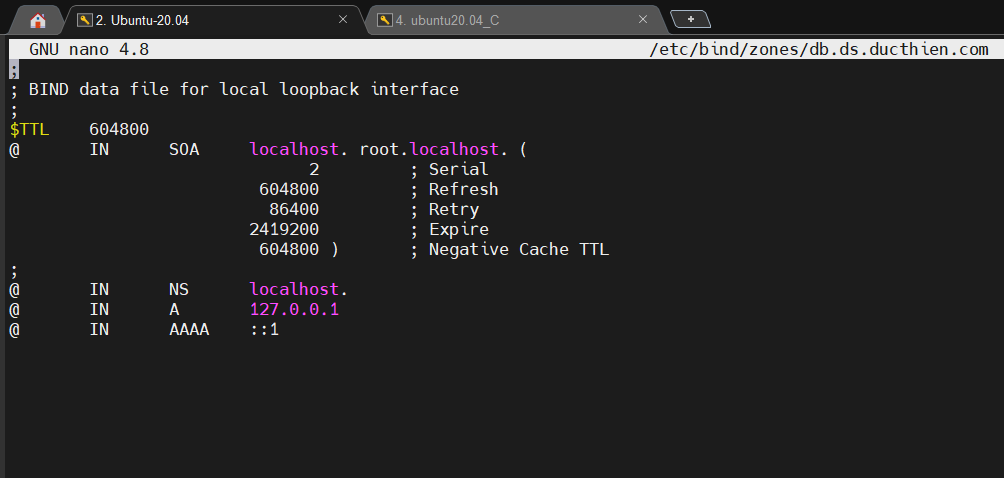 2. Ubuntu-20.04
4. ubuntu20.04_C
GNU nano 4.8 /etc/bind/zones/db.ds.ducthien.com
;
; BIND data file for local loopback interface
;
$TTL 604800
@ IN SOA localhost. root.localhost. (
2 ; Serial
604800 ; Refresh
86400 ; Retry
2419200 ; Expire
604800 ) ; Negative Cache TTL
;
@ IN NS localhost.
@ IN A 127.0.0.1
@ IN AAAA ::1